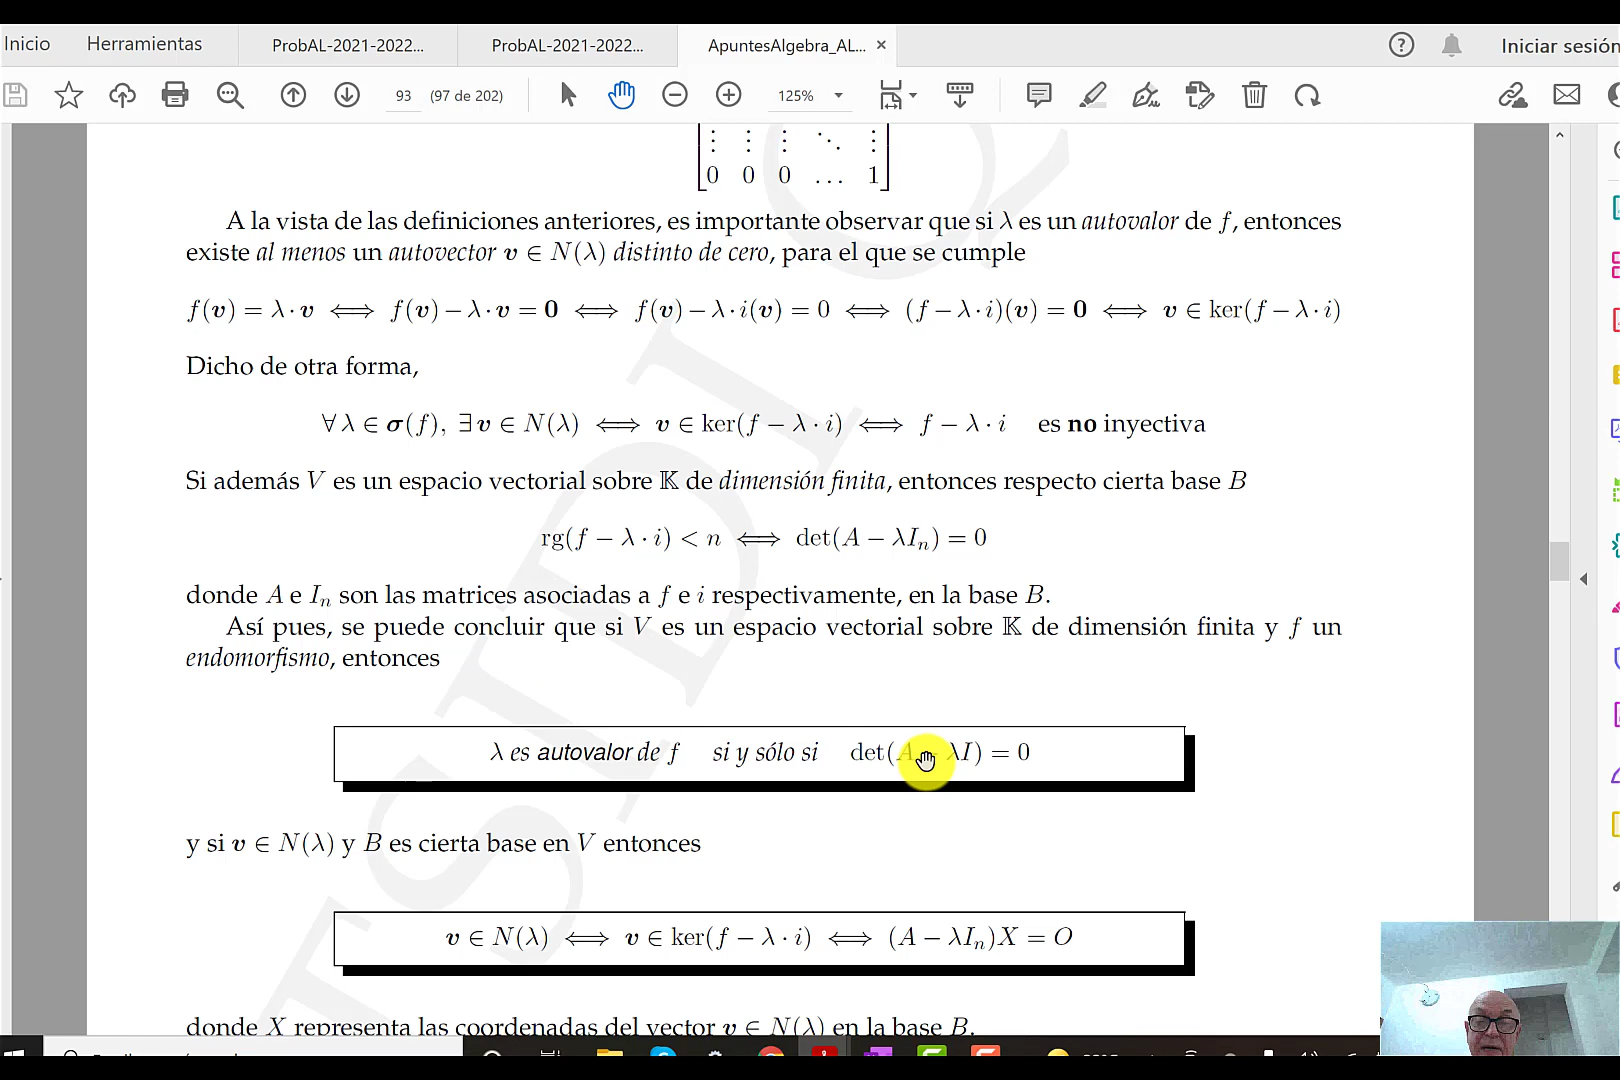 Inicio Herramientas ProbAL-2021-2022... ProbAL-2021-2022... ApuntesAlgebra_AL... × Iniciar sesión
93 (97 de 202) 125%
⋮ ⋮ ⋮ ⋱ ⋮
0 0 0 … 1
A la vista de las definiciones anteriores, es importante observar que si λ es un autovalor de f, entonces
existe al menos un autovector v ∈ N(λ) distinto de cero, para el que se cumple
f(v) = λ · v ⟺ f(v) − λ · v = 0 ⟺ f(v) − λ · i(v) = 0 ⟺ (f − λ · i)(v) = 0 ⟺ v ∈ ker(f − λ · i)
Dicho de otra forma,
∀ λ ∈ σ(f), ∃ v ∈ N(λ) ⟺ v ∈ ker(f − λ · i) ⟺ f − λ · i es no inyectiva
Si además V es un espacio vectorial sobre 𝕂 de dimensión finita, entonces respecto cierta base B
rg(f − λ · i) < n ⟺ det(A − λIₙ) = 0
donde A e Iₙ son las matrices asociadas a f e i respectivamente, en la base B.
Así pues, se puede concluir que si V es un espacio vectorial sobre 𝕂 de dimensión finita y f un
endomorfismo, entonces
λ es autovalor de f si y sólo si det(A − λI) = 0
y si v ∈ N(λ) y B es cierta base en V entonces
v ∈ N(λ) ⟺ v ∈ ker(f − λ · i) ⟺ (A − λIₙ)X = O
donde X representa las coordenadas del vector v ∈ N(λ) en la base B.